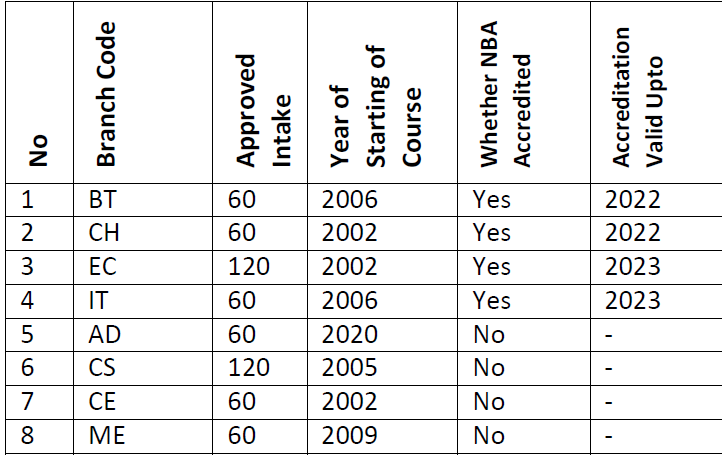 No Branch Code Approved Intake Year of Starting of Course Whether NBA Accredited Accreditation Valid Upto
1 BT 60 2006 Yes 2022
2 CH 60 2002 Yes 2022
3 EC 120 2002 Yes 2023
4 IT 60 2006 Yes 2023
5 AD 60 2020 No -
6 CS 120 2005 No -
7 CE 60 2002 No -
8 ME 60 2009 No -